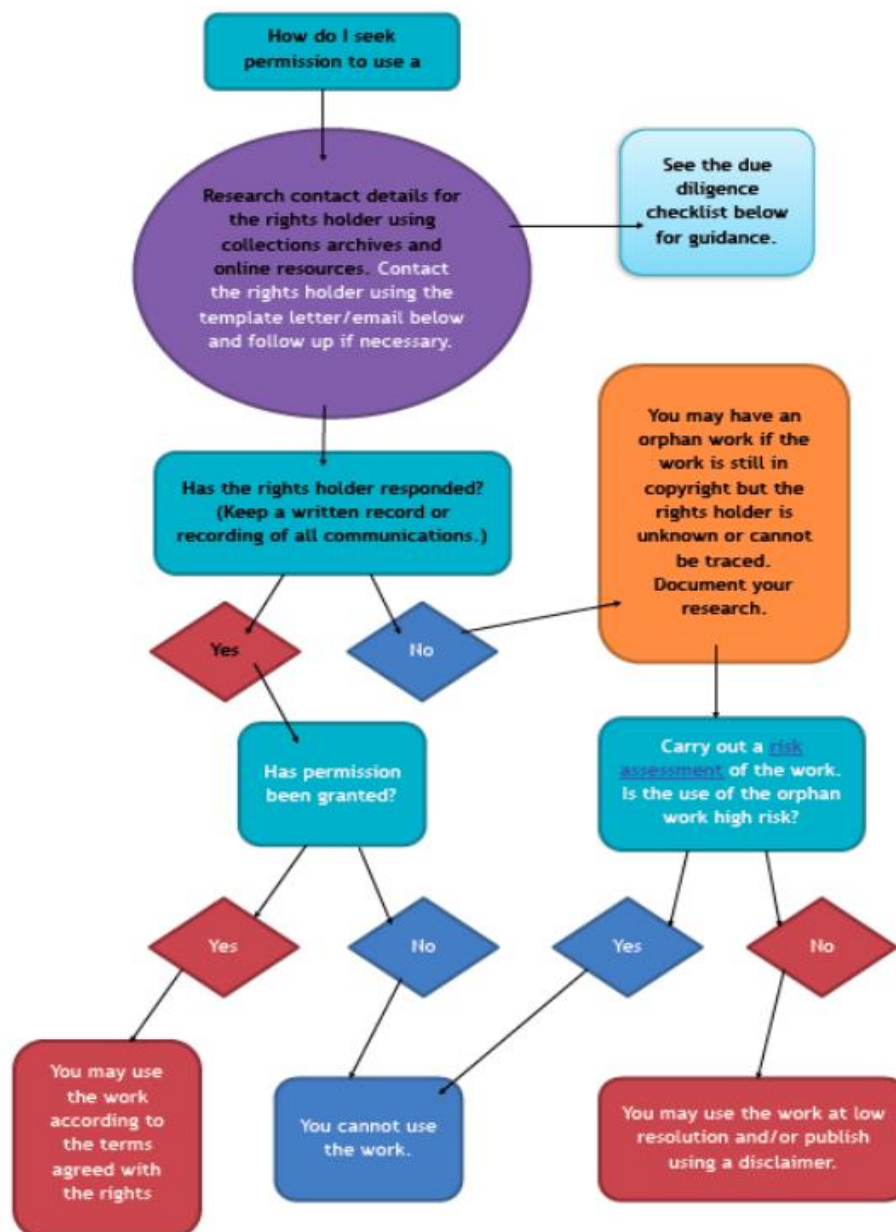 How do I seek
permission to use a
See the due
diligence
checklist below
for guidance.
Research contact details for
the rights holder using
collections archives and
online resources. Contact
the rights holder using the
template letter/email below
and follow up if necessary.
You may have an
orphan work if the
work is still in
copyright but the
rights holder is
unknown or cannot
be traced.
Document your
research.
Has the rights holder responded?
(Keep a written record or
recording of all communications.)
Yes
No
Has permission
been granted?
Carry out a risk
assessment of the work.
Is the use of the orphan
work high risk?
Yes
No
Yes
No
You may use
the work
according to
the terms
agreed with
the rights
You cannot use
the work.
You may use the work at low
resolution and/or publish
using a disclaimer.